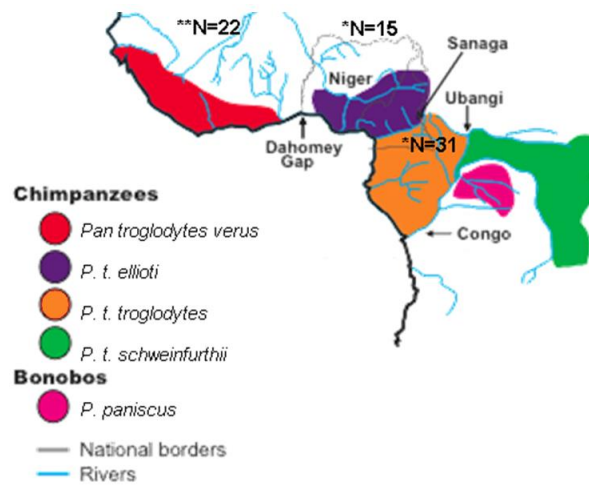 **N=22
*N=15
Sanaga
Niger
Ubangi
Dahomey
Gap
*N=31
Congo
Chimpanzees
Pan troglodytes verus
P. t. ellioti
P. t. troglodytes
P. t. schweinfurthii
Bonobos
P. paniscus
National borders
Rivers